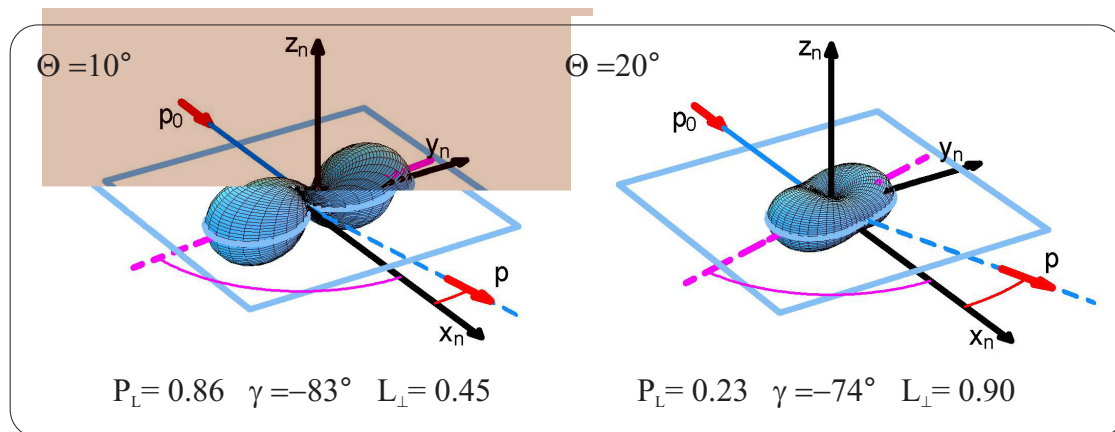 Θ =10°
z_n
p_0
y_n
p
x_n
P_L= 0.86 γ =−83° L_⊥= 0.45
Θ =20°
z_n
p_0
y_n
p
x_n
P_L= 0.23 γ =−74° L_⊥= 0.90